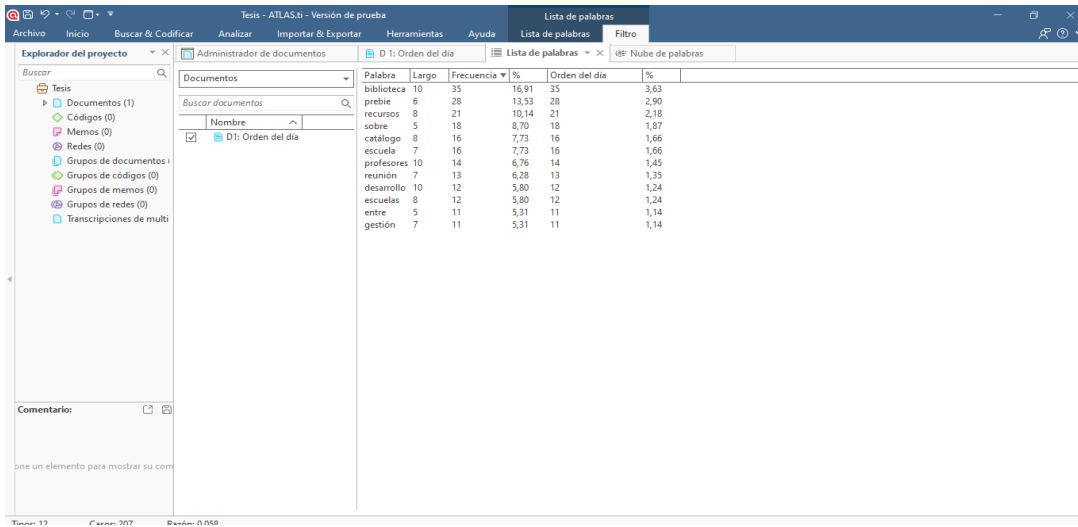 Tesis - ATLAS.ti - Versión de prueba
Lista de palabras
Archivo Inicio Buscar & Codificar Analizar Importar & Exportar Herramientas Ayuda Lista de palabras Filtro
Explorador del proyecto
Administrador de documentos
D 1: Orden del día
Lista de palabras
Nube de palabras
Buscar
Tesis
Documentos (1)
Códigos (0)
Memos (0)
Redes (0)
Grupos de documentos
Grupos de códigos (0)
Grupos de memos (0)
Grupos de redes (0)
Transcripciones de multi
Documentos
Buscar documentos
Nombre
D1: Orden del día
Palabra Largo Frecuencia % Orden del día %
biblioteca 10 35 16,91 35 3,63
prebie 6 28 13,53 28 2,90
recursos 8 21 10,14 21 2,18
sobre 5 18 8,70 18 1,87
catálogo 8 16 7,73 16 1,66
escuela 7 16 7,73 16 1,66
profesores 10 14 6,76 14 1,45
reunión 7 13 6,28 13 1,35
desarrollo 10 12 5,80 12 1,24
escuelas 8 12 5,80 12 1,24
entre 5 11 5,31 11 1,14
gestión 7 11 5,31 11 1,14
Comentario:
one un elemento para mostrar su com
Tipos: 12 Casos: 207 Razón: 0,058